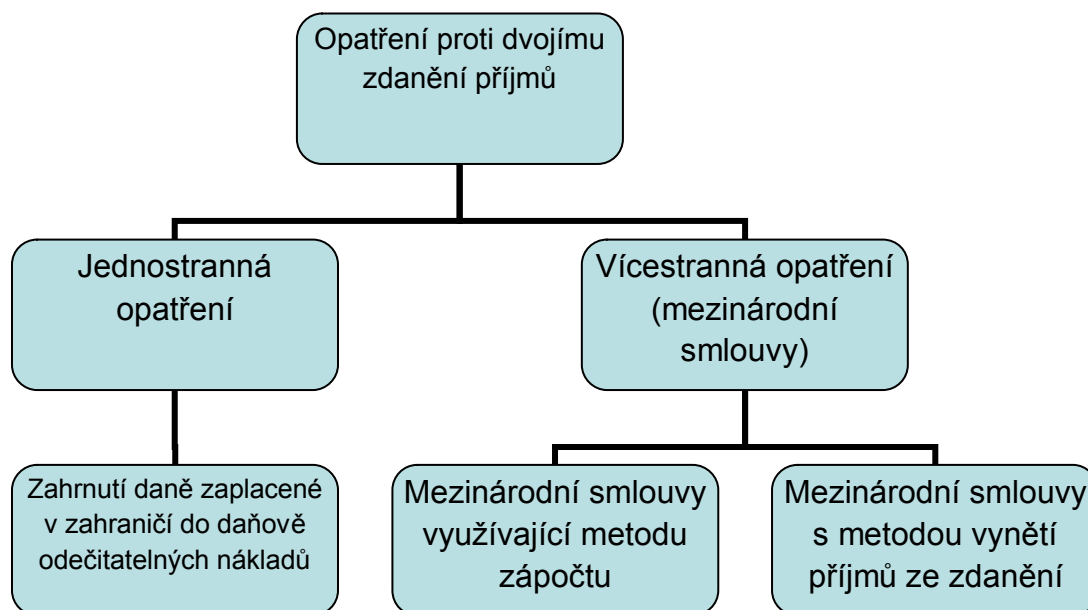 Opatření proti dvojímu
zdanění příjmů
Jednostranná
opatření
Vícestranná opatření
(mezinárodní
smlouvy)
Zahrnutí daně zaplacené
v zahraničí do daňově
odečitatelných nákladů
Mezinárodní smlouvy
využívající metodu
zápočtu
Mezinárodní smlouvy
s metodou vynětí
příjmů ze zdanění